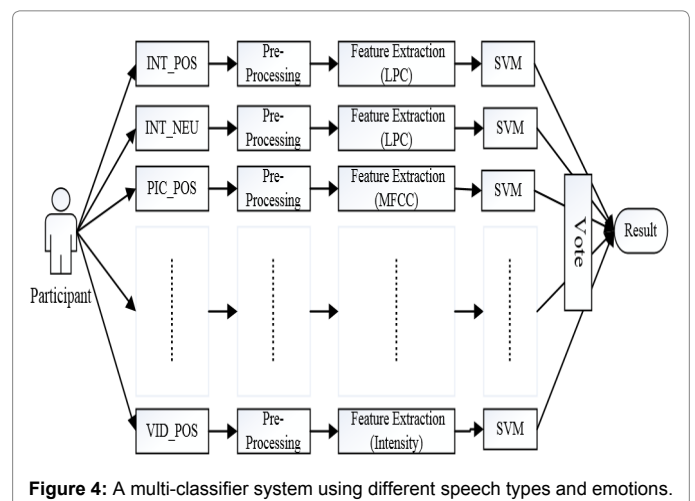 INT_POS
Pre-
Processing
Feature Extraction
(LPC)
SVM
INT_NEU
Pre-
Processing
Feature Extraction
(LPC)
SVM
PIC_POS
Pre-
Processing
Feature Extraction
(MFCC)
SVM
Participant
Vote
Result
VID_POS
Pre-
Processing
Feature Extraction
(Intensity)
SVM
Figure 4: A multi-classifier system using different speech types and emotions.